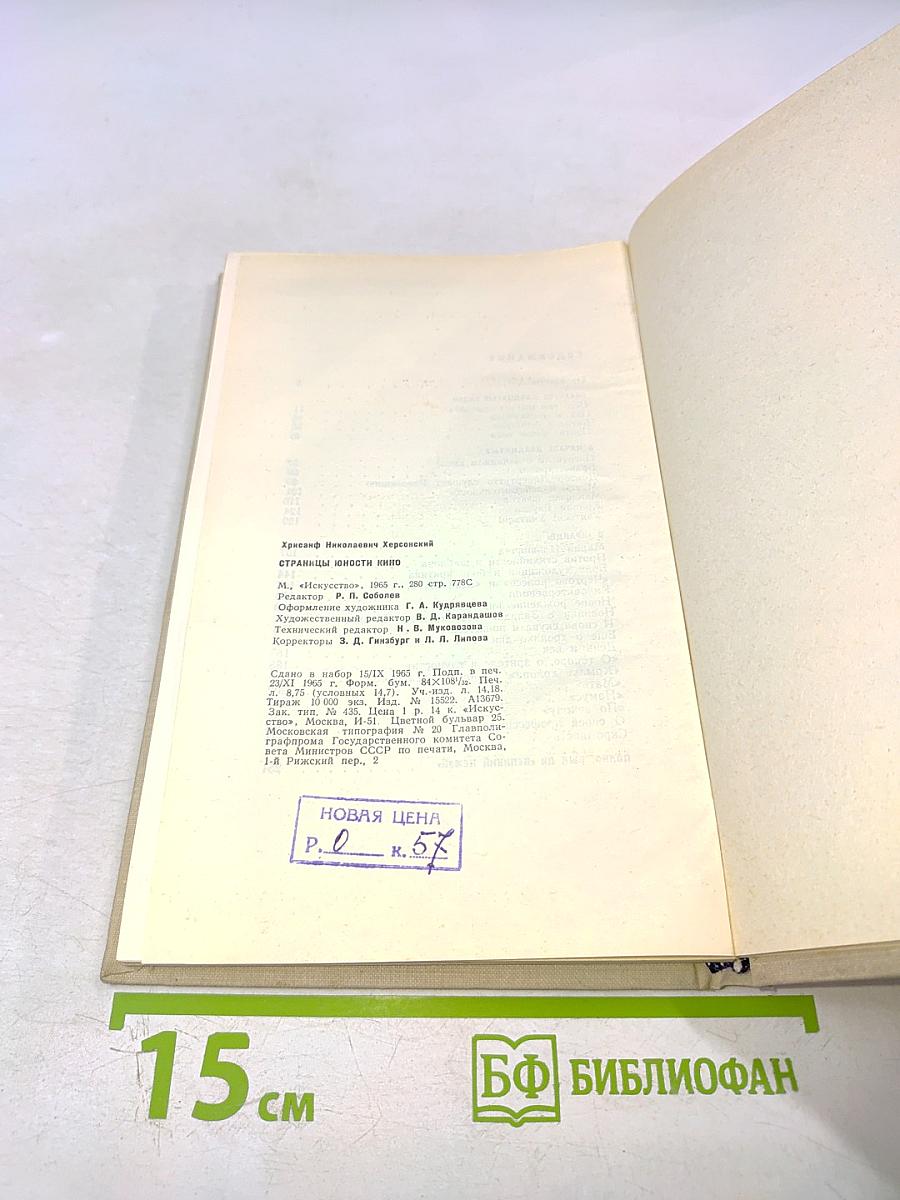 Хрисанф Николаевич Херсонский
СТРАНИЦЫ ЮНОСТИ КИНО
М., «Искусство», 1965 г., 280 стр. 778С
Редактор Р. П. Соболев
Оформление художника Г. А. Кудрявцева
Художественный редактор В. Д. Карандашов
Технический редактор Н. В. Муковозова
Корректоры З. Д. Гинзбург и Л. Л. Липова
Сдано в набор 15/IX 1965 г. Подп. в печ.
23/XI 1965 г. Форм. бум. 84×108¹/₃₂. Печ.
л. 8,75 (условных 14,7). Уч.-изд. л. 14,18.
Тираж 10 000 экз. Изд. № 15522. А13679.
Зак. тип. № 435. Цена 1 р. 14 к. «Искус-
ство», Москва, И-51. Цветной бульвар 25.
Московская типография № 20 Главполи-
графпрома Государственного комитета Со-
вета Министров СССР по печати, Москва,
1-й Рижский пер., 2
НОВАЯ ЦЕНА
Р. 0 к. 57
15 см
БФ БИБЛИОФАН